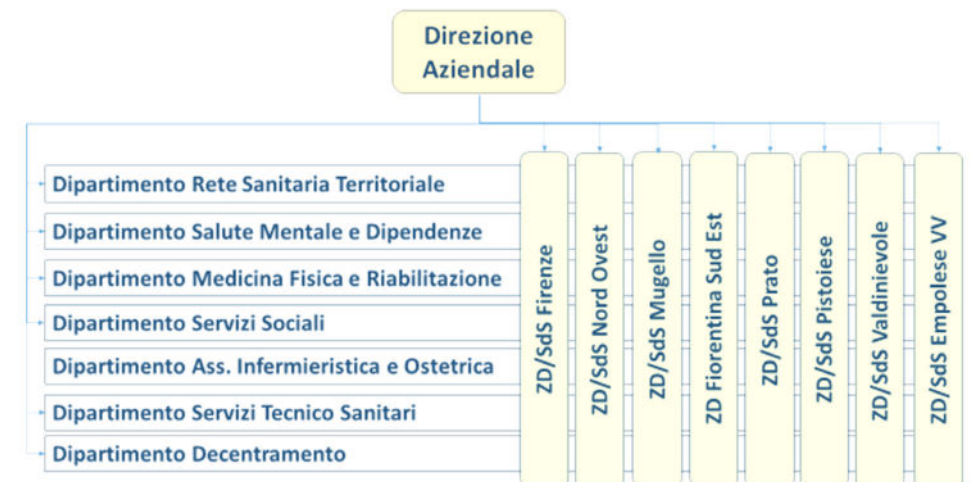 Direzione
Aziendale
Dipartimento Rete Sanitaria Territoriale
Dipartimento Salute Mentale e Dipendenze
Dipartimento Medicina Fisica e Riabilitazione
Dipartimento Servizi Sociali
Dipartimento Ass. Infermieristica e Ostetrica
Dipartimento Servizi Tecnico Sanitari
Dipartimento Decentramento
ZD/SdS Firenze
ZD/SdS Nord Ovest
ZD/SdS Mugello
ZD Fiorentina Sud Est
ZD/SdS Prato
ZD/SdS Pistoiese
ZD/SdS Valdinievole
ZD/SdS Empolese VV